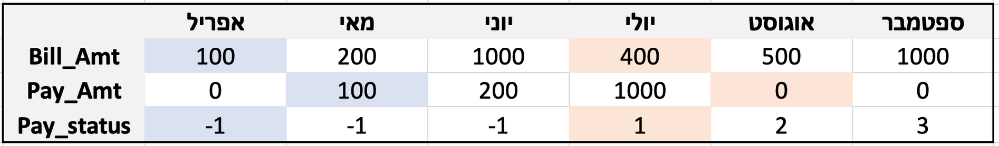 אפריל מאי יוני יולי אוגוסט ספטמבר
Bill_Amt 100 200 1000 400 500 1000
Pay_Amt 0 100 200 1000 0 0
Pay_status -1 -1 -1 1 2 3